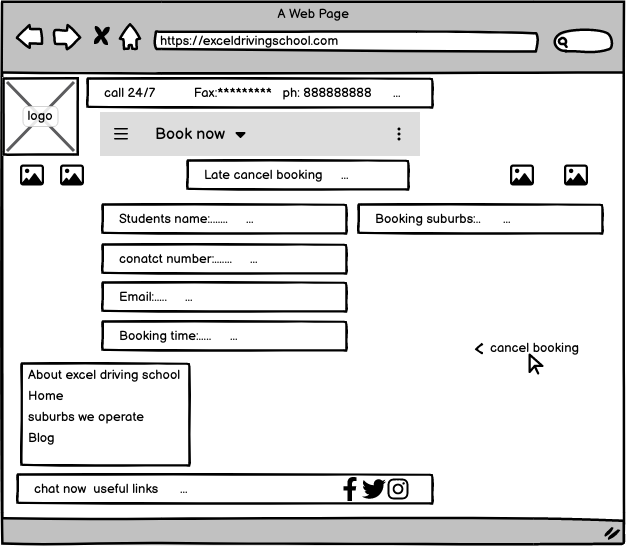 A Web Page
https://exceldrivingschool.com
logo
call 24/7 Fax:********* ph: 888888888 ...
Book now
Late cancel booking ...
Students name:....... ...
Booking suburbs:.. ...
conatct number:....... ...
Email:..... ...
Booking time:..... ...
< cancel booking
About excel driving school
Home
suburbs we operate
Blog
chat now useful links ...